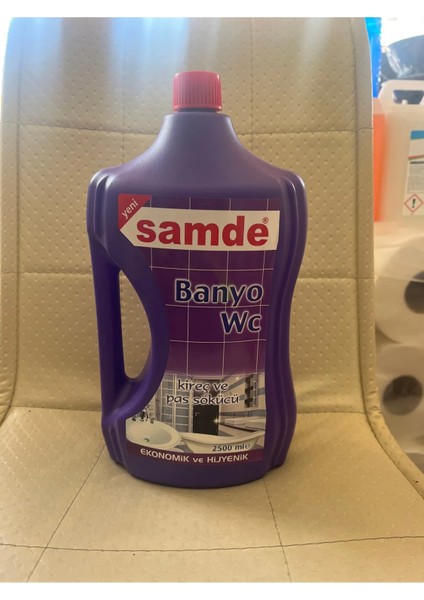 yeni
samde®
Banyo
Wc
kireç ve
pas sökücü
2500 ml e
EKONOMİK ve HİJYENİK